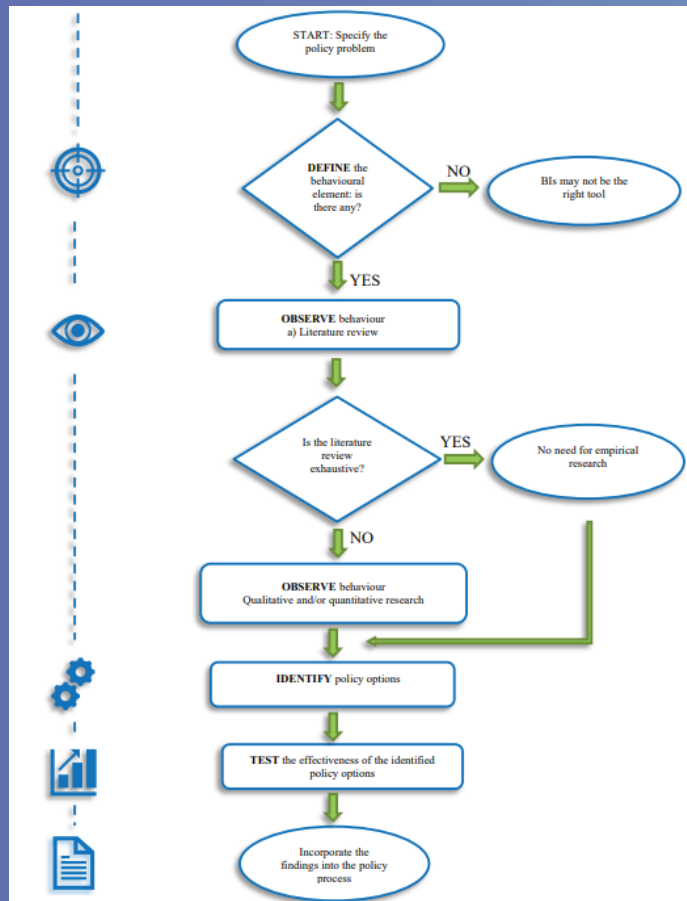 START: Specify the
policy problem
DEFINE the
behavioural
element: is
there any?
NO
BIs may not be the
right tool
YES
OBSERVE behaviour
a) Literature review
Is the literature
review
exhaustive?
YES
No need for empirical
research
NO
OBSERVE behaviour
Qualitative and/or quantitative research
IDENTIFY policy options
TEST the effectiveness of the identified
policy options
Incorporate the
findings into the policy
process